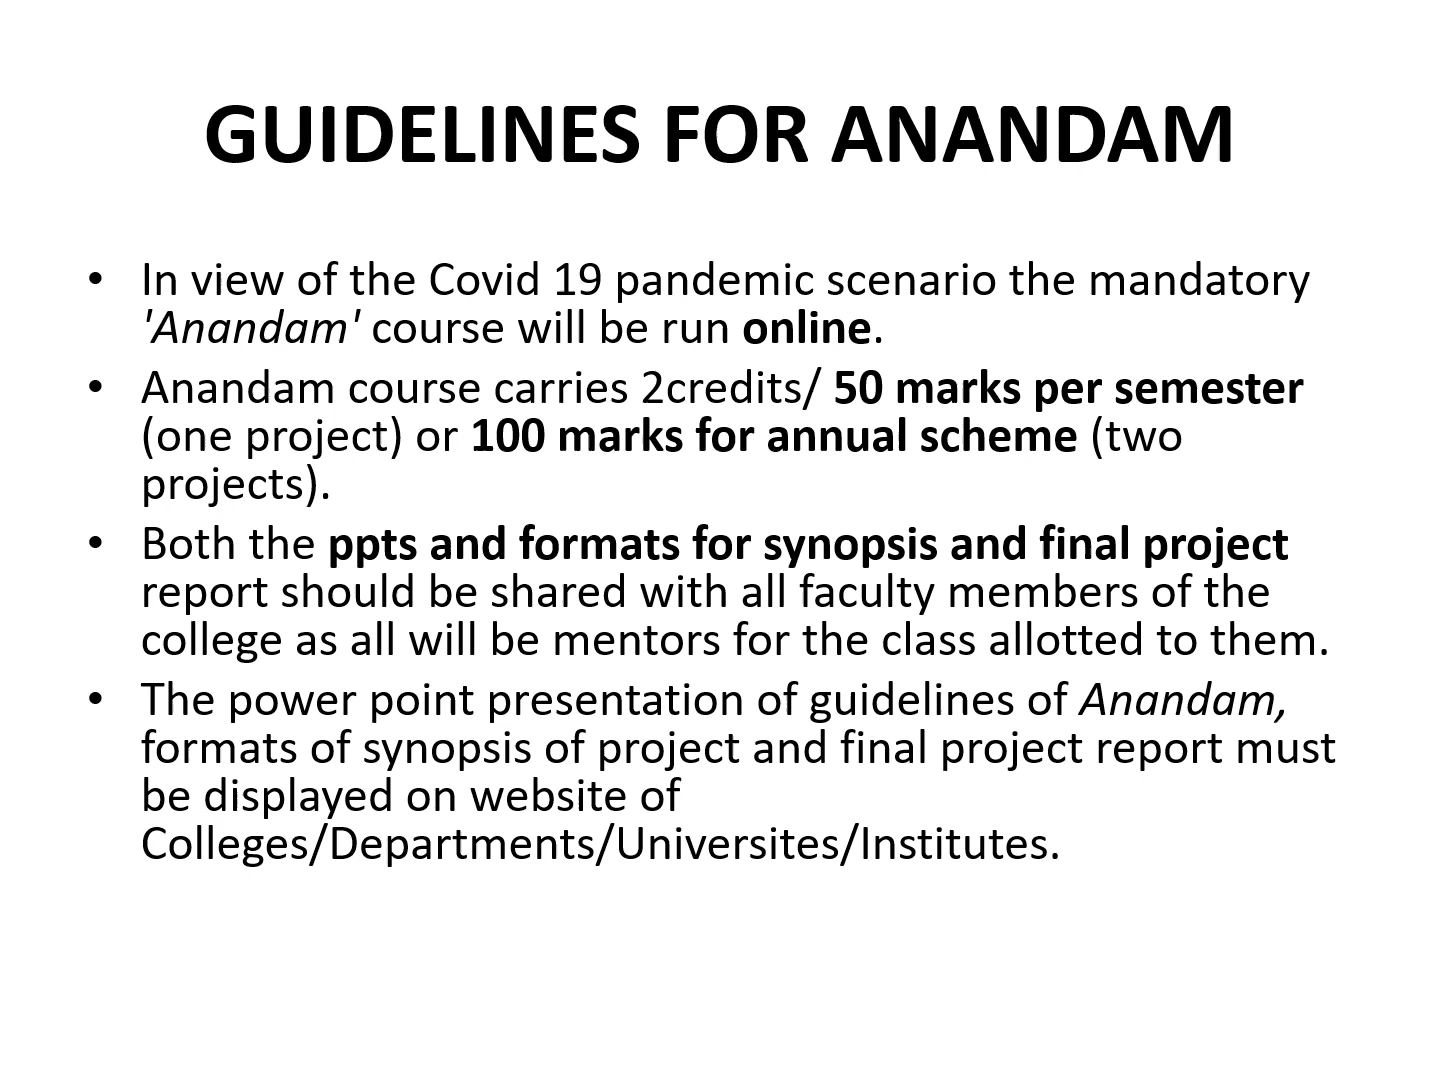 GUIDELINES FOR ANANDAM
• In view of the Covid 19 pandemic scenario the mandatory
'Anandam' course will be run online.
• Anandam course carries 2credits/ 50 marks per semester
(one project) or 100 marks for annual scheme (two
projects).
• Both the ppts and formats for synopsis and final project
report should be shared with all faculty members of the
college as all will be mentors for the class allotted to them.
• The power point presentation of guidelines of Anandam,
formats of synopsis of project and final project report must
be displayed on website of
Colleges/Departments/Universites/Institutes.